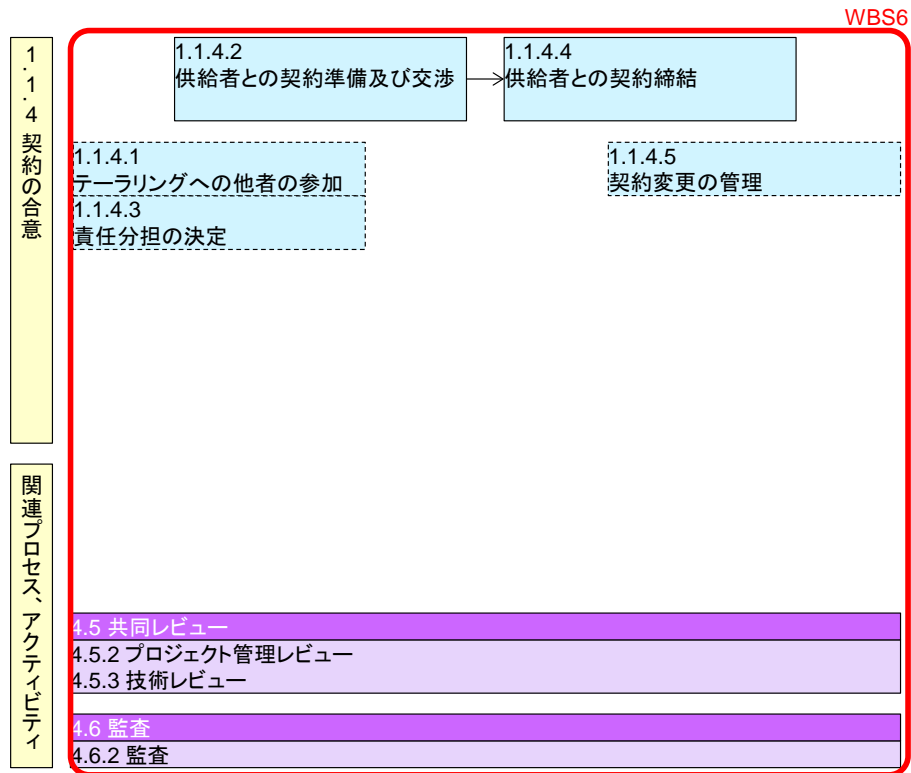 WBS6
1.1.4 契約の合意
1.1.4.2
供給者との契約準備及び交渉
1.1.4.4
供給者との契約締結
1.1.4.1
テーラリングへの他者の参加
1.1.4.5
契約変更の管理
1.1.4.3
責任分担の決定
関連プロセス、アクティビティ
4.5 共同レビュー
4.5.2 プロジェクト管理レビュー
4.5.3 技術レビュー
4.6 監査
4.6.2 監査